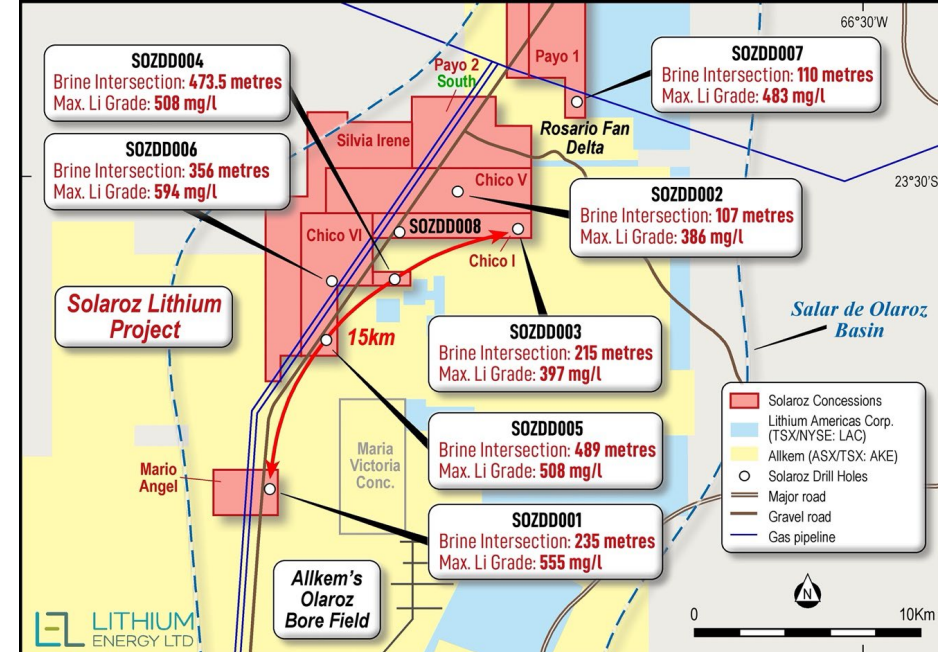 66°30'W
SOZDD004
Brine Intersection: 473.5 metres
Max. Li Grade: 508 mg/l
Payo 2
South
Payo 1
SOZDD007
Brine Intersection: 110 metres
Max. Li Grade: 483 mg/l
Rosario Fan
Delta
Silvia Irene
SOZDD006
Brine Intersection: 356 metres
Max. Li Grade: 594 mg/l
Chico V
23°30'S
SOZDD002
Brine Intersection: 107 metres
Max. Li Grade: 386 mg/l
Chico VI
SOZDD008
Chico I
Solaroz Lithium
Project
15km
Salar de Olaroz
Basin
SOZDD003
Brine Intersection: 215 metres
Max. Li Grade: 397 mg/l
SOZDD005
Brine Intersection: 489 metres
Max. Li Grade: 508 mg/l
Maria
Victoria
Conc.
Mario
Angel
SOZDD001
Brine Intersection: 235 metres
Max. Li Grade: 555 mg/l
Solaroz Concessions
Lithium Americas Corp.
(TSX/NYSE: LAC)
Allkem (ASX/TSX: AKE)
Solaroz Drill Holes
Major road
Gravel road
Gas pipeline
Allkem's
Olaroz
Bore Field
N
0 10Km
LITHIUM
ENERGY LTD